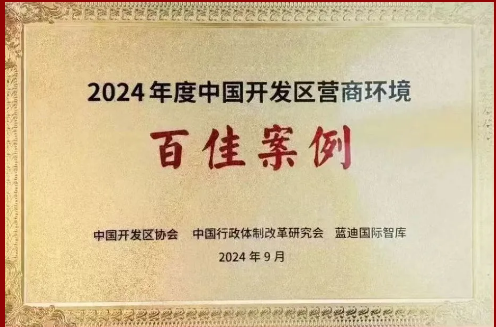 2024年度中国开发区营商环境
百佳案例
中国开发区协会 中国行政体制改革研究会 蓝迪国际智库
2024年9月